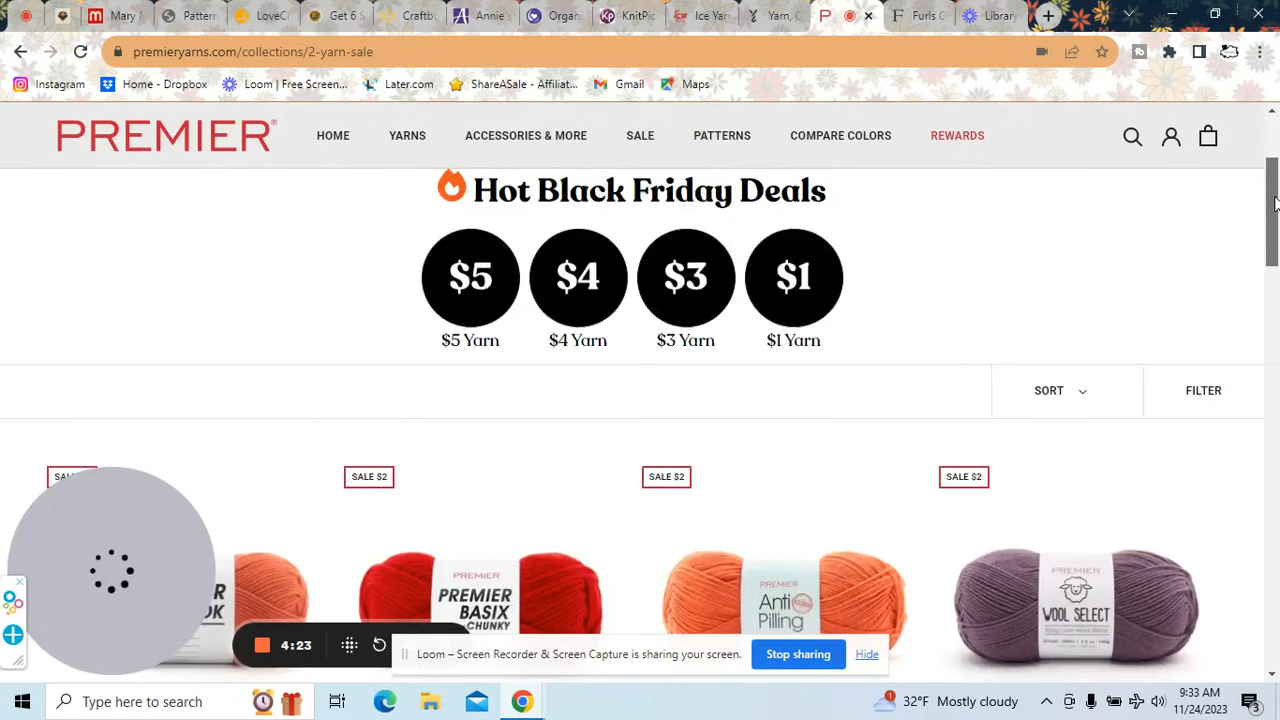 Mary
Pattern
LoveCr
Get 6
Craftbu
Annie's
Organ
KnitPic
Ice Yar
Yarn, C
Furls C
Library
premieryarns.com/collections/2-yarn-sale
Instagram
Home - Dropbox
Loom | Free Screen...
Later.com
ShareASale - Affiliat...
Gmail
Maps
PREMIER®
HOME
YARNS
ACCESSORIES & MORE
SALE
PATTERNS
COMPARE COLORS
REWARDS
Hot Black Friday Deals
$5
$4
$3
$1
$5 Yarn
$4 Yarn
$3 Yarn
$1 Yarn
SORT
FILTER
SALE $2
SALE $2
SALE $2
PREMIER
PREMIER
BASIX
CHUNKY
PREMIER
Anti
Pilling
PREMIER
WOOL SELECT
4:23
Loom – Screen Recorder & Screen Capture is sharing your screen.
Stop sharing
Hide
Type here to search
32°F Mostly cloudy
9:33 AM
11/24/2023